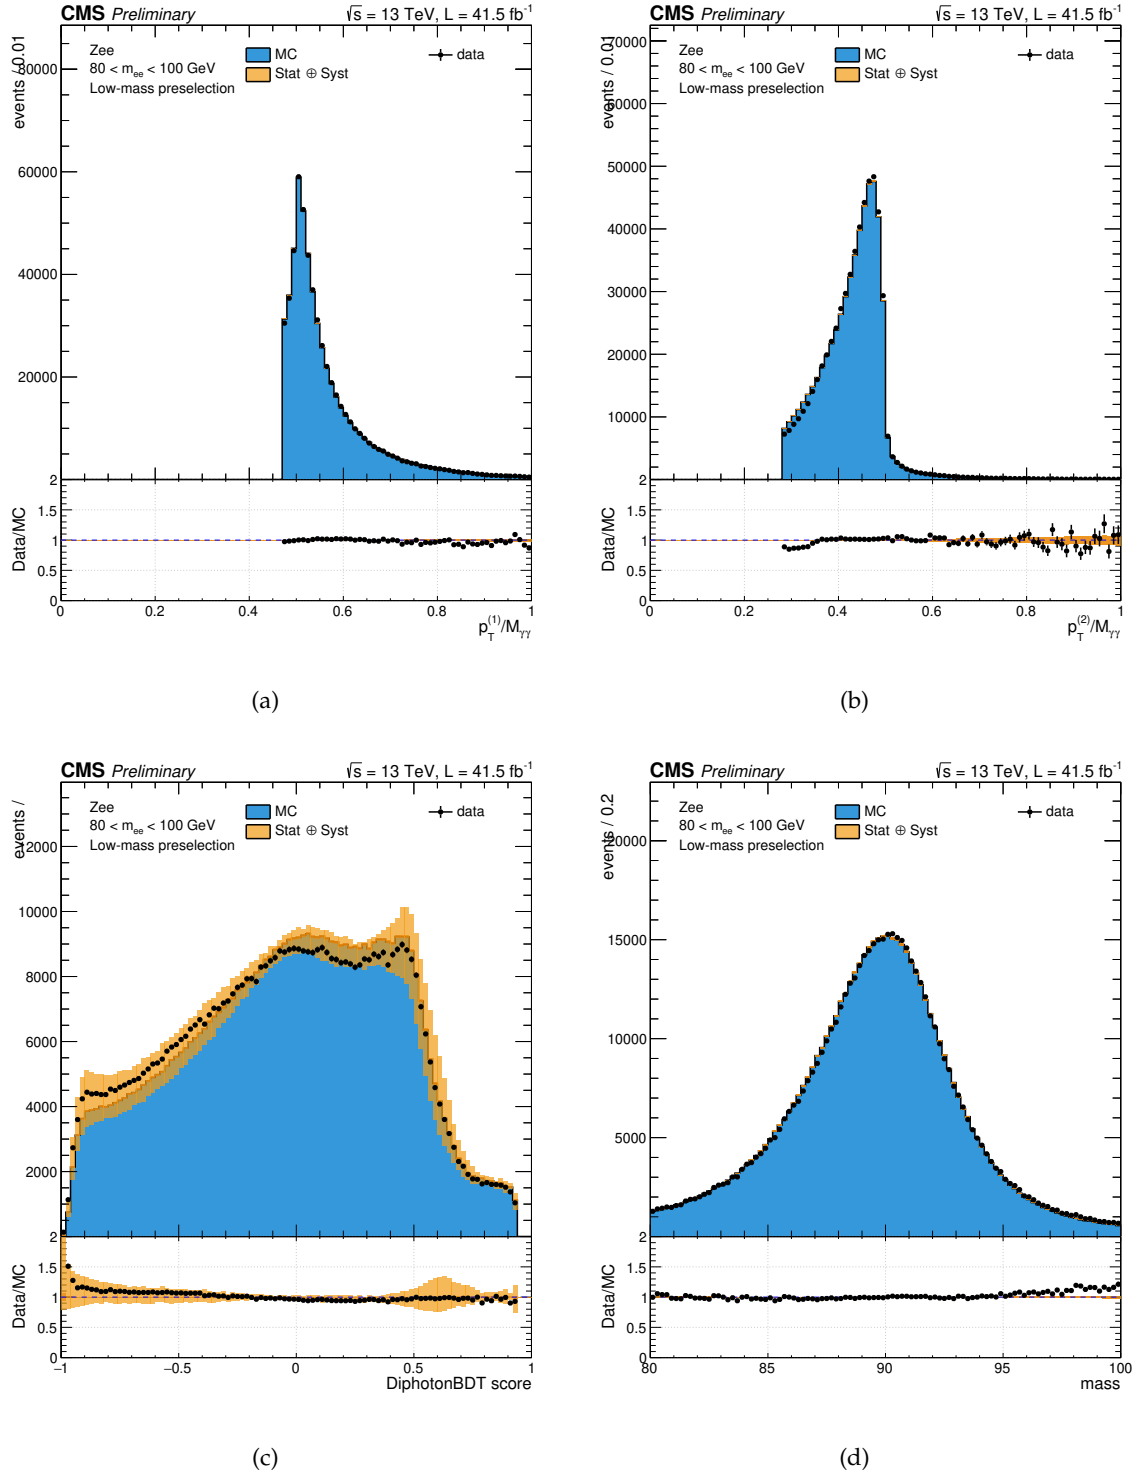 CMS Preliminary √s = 13 TeV, L = 41.5 fb⁻¹
events / 0.01
Zee
80 < m_ee < 100 GeV
Low-mass preselection
MC
Stat ⊕ Syst
data
80000
60000
40000
20000
Data/MC
2
1.5
1
0.5
0
0 0.2 0.4 0.6 0.8 1
p_T^(1)/M_γγ
(a)
CMS Preliminary √s = 13 TeV, L = 41.5 fb⁻¹
events / 0.01
Zee
80 < m_ee < 100 GeV
Low-mass preselection
MC
Stat ⊕ Syst
data
70000
60000
50000
40000
30000
20000
10000
Data/MC
2
1.5
1
0.5
0
0 0.2 0.4 0.6 0.8 1
p_T^(2)/M_γγ
(b)
CMS Preliminary √s = 13 TeV, L = 41.5 fb⁻¹
events /
Zee
80 < m_ee < 100 GeV
Low-mass preselection
MC
Stat ⊕ Syst
data
12000
10000
8000
6000
4000
2000
Data/MC
2
1.5
1
0.5
0
−1 −0.5 0 0.5 1
DiphotonBDT score
(c)
CMS Preliminary √s = 13 TeV, L = 41.5 fb⁻¹
events / 0.2
Zee
80 < m_ee < 100 GeV
Low-mass preselection
MC
Stat ⊕ Syst
data
20000
15000
10000
5000
Data/MC
2
1.5
1
0.5
0
80 85 90 95 100
mass
(d)